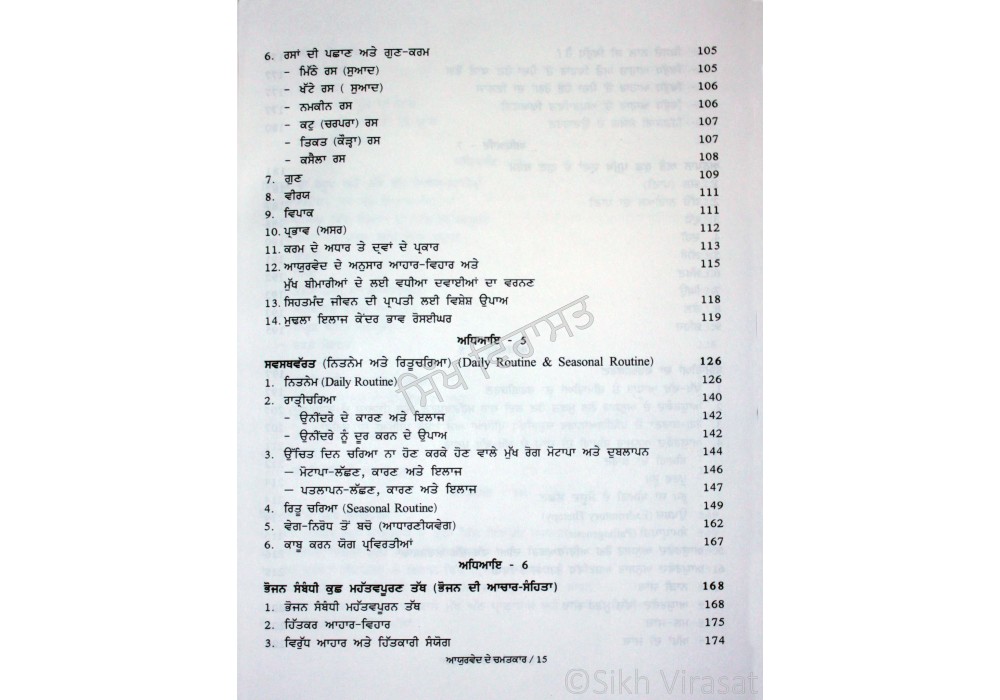 6. ਰਸਾਂ ਦੀ ਪਛਾਣ ਅਤੇ ਗੁਣ-ਕਰਮ 105
- ਮਿੱਠੇ ਰਸ (ਸੁਆਦ) 105
- ਖੱਟੇ ਰਸ ( ਸੁਆਦ) 106
- ਨਮਕੀਨ ਰਸ 106
- ਕਟੁ (ਚਰਪਰਾ) ਰਸ 107
- ਤਿਕਤ (ਕੌੜਾ) ਰਸ 107
- ਕਸੈਲਾ ਰਸ 108
7. ਗੁਣ 109
8. ਵੀਰਯ 111
9. ਵਿਪਾਕ 111
10. ਪ੍ਰਭਾਵ (ਅਸਰ) 112
11. ਕਰਮ ਦੇ ਅਧਾਰ ਤੇ ਦ੍ਰਵਾਂ ਦੇ ਪ੍ਰਕਾਰ 113
12. ਆਯੁਰਵੇਦ ਦੇ ਅਨੁਸਾਰ ਆਹਾਰ-ਵਿਹਾਰ ਅਤੇ 115
ਮੁੱਖ ਬੀਮਾਰੀਆਂ ਦੇ ਲਈ ਵਧੀਆ ਦਵਾਈਆਂ ਦਾ ਵਰਨਣ
13. ਸਿਹਤਮੰਦ ਜੀਵਨ ਦੀ ਪ੍ਰਾਪਤੀ ਲਈ ਵਿਸ਼ੇਸ਼ ਉਪਾਅ 118
14. ਮੁਢਲਾ ਇਲਾਜ ਕੇਂਦਰ ਭਾਵ ਰੋਸਈਘਰ 119
ਅਧਿਆਇ - 5
ਸਵਸਥਵਰੱਤ (ਨਿਤਨੇਮ ਅਤੇ ਰਿਤੂਚਰਿਆ) (Daily Routine & Seasonal Routine) 126
1. ਨਿਤਨੇਮ (Daily Routine) 126
2. ਰਾਤ੍ਰੀਚਰਿਆ 140
- ਉਨੀਂਦਰੇ ਦੇ ਕਾਰਣ ਅਤੇ ਇਲਾਜ 142
- ਉਨੀਂਦਰੇ ਨੂੰ ਦੂਰ ਕਰਨ ਦੇ ਉਪਾਅ 142
3. ਉੱਚਿਤ ਦਿਨ ਚਰਿਆ ਨਾ ਹੋਣ ਕਰਕੇ ਹੋਣ ਵਾਲੇ ਮੁੱਖ ਰੋਗ ਮੋਟਾਪਾ ਅਤੇ ਦੁਬਲਾਪਨ 144
– ਮੋਟਾਪਾ-ਲੱਛਣ, ਕਾਰਣ ਅਤੇ ਇਲਾਜ 146
– ਪਤਲਾਪਨ-ਲੱਛਣ, ਕਾਰਣ ਅਤੇ ਇਲਾਜ 147
4. ਰਿਤੂ ਚਰਿਆ (Seasonal Routine) 149
5. ਵੇਗ-ਨਿਰੋਧ ਤੋਂ ਬਚੋ (ਆਧਾਰਣੀਯਵੇਗ) 162
6. ਕਾਬੂ ਕਰਨ ਯੋਗ ਪ੍ਰਵਿਰਤੀਆਂ 167
ਅਧਿਆਇ - 6
ਭੋਜਨ ਸੰਬੰਧੀ ਕੁਛ ਮਹੱਤਵਪੂਰਣ ਤੱਥ (ਭੋਜਨ ਦੀ ਆਚਾਰ-ਸੰਹਿਤਾ) 168
1. ਭੋਜਨ ਸੰਬੰਧੀ ਮਹੱਤਵਪੂਰਨ ਤੱਥ 168
2. ਹਿੱਤਕਰ ਆਹਾਰ-ਵਿਹਾਰ 175
3. ਵਿਰੁੱਧ ਆਹਾਰ ਅਤੇ ਹਿੱਤਕਾਰੀ ਸੰਯੋਗ 174
ਆਯੁਰਵੇਦ ਦੇ ਚਮਤਕਾਰ / 15
ਸਿੱਖ ਵਿਰਾਸਤ
©Sikh Virasat